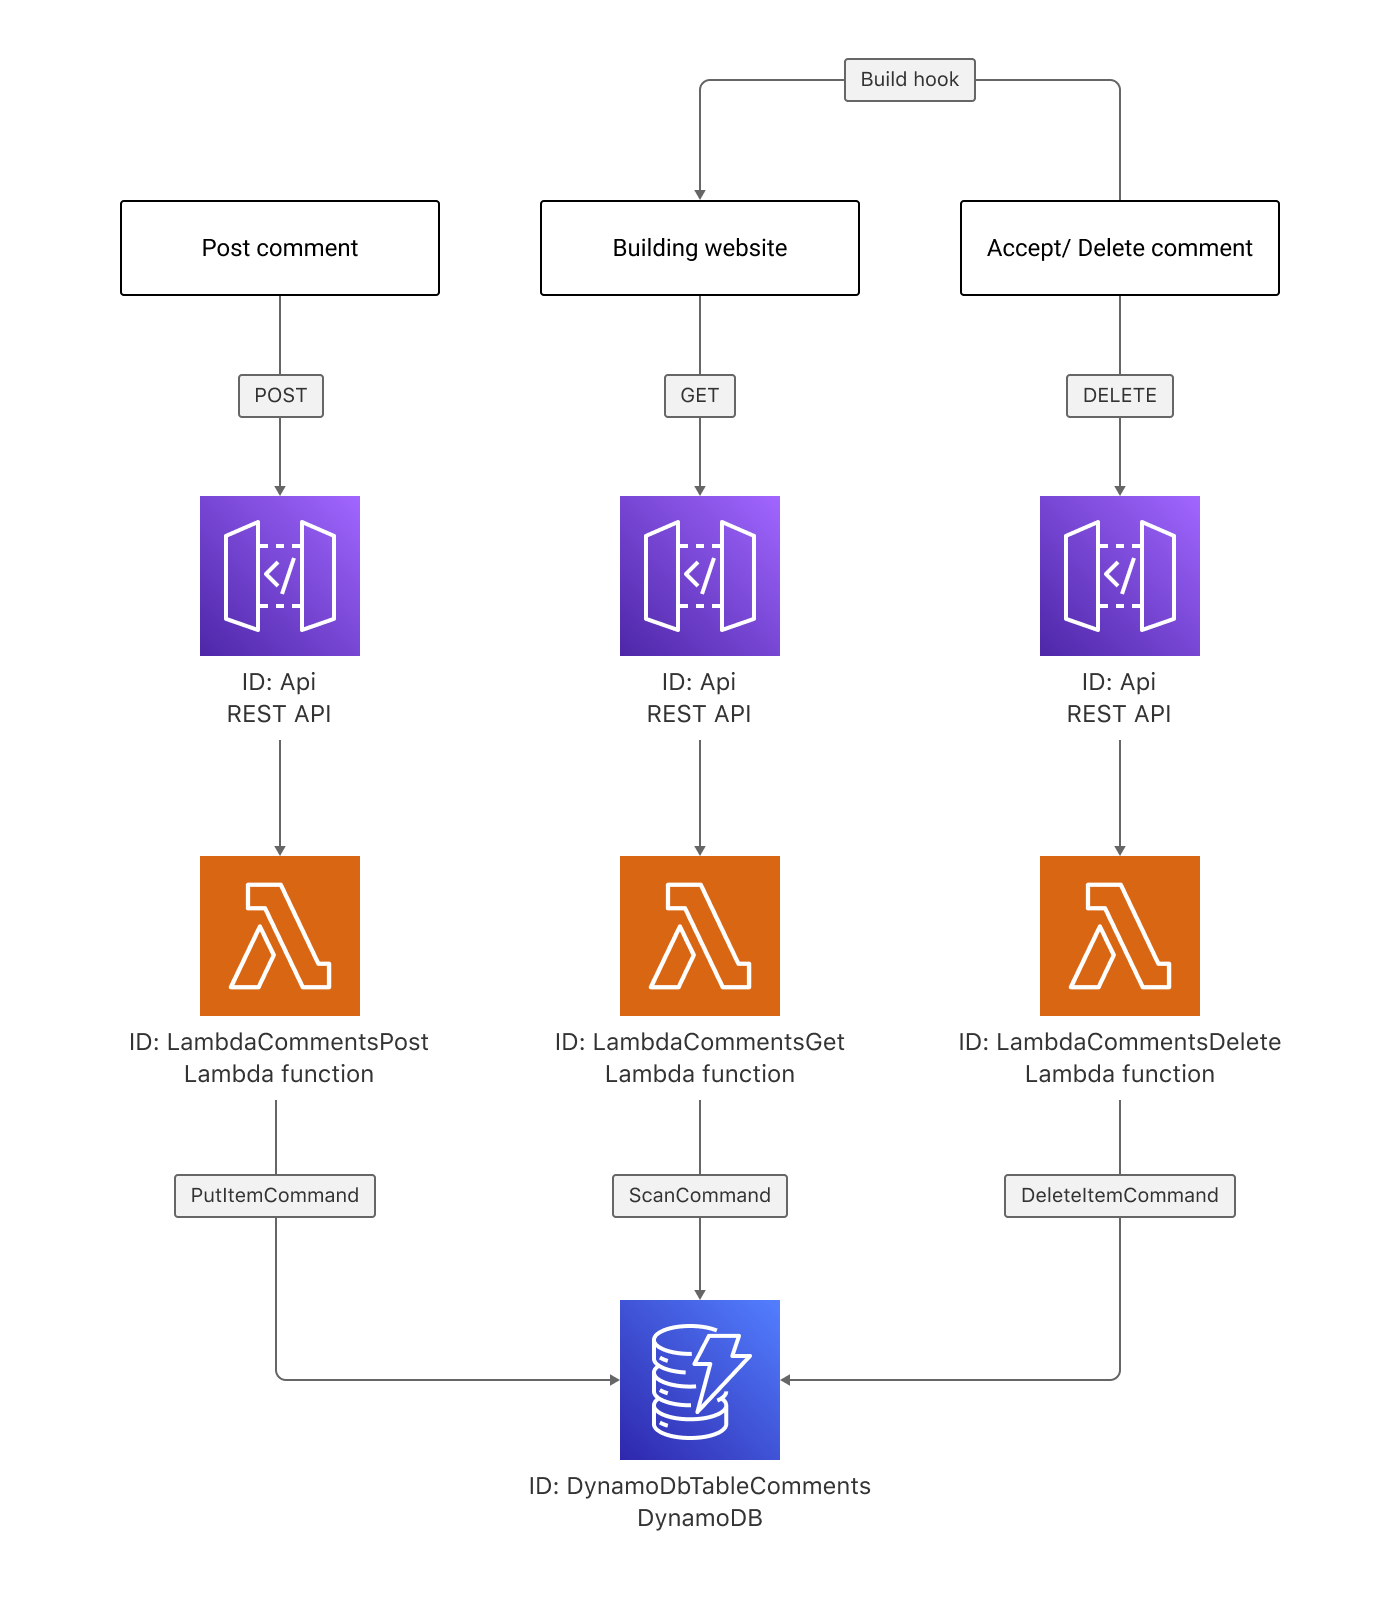 Build hook
Post comment
Building website
Accept/ Delete comment
POST
GET
DELETE
ID: Api
REST API
ID: Api
REST API
ID: Api
REST API
ID: LambdaCommentsPost
Lambda function
ID: LambdaCommentsGet
Lambda function
ID: LambdaCommentsDelete
Lambda function
PutItemCommand
ScanCommand
DeleteItemCommand
ID: DynamoDbTableComments
DynamoDB